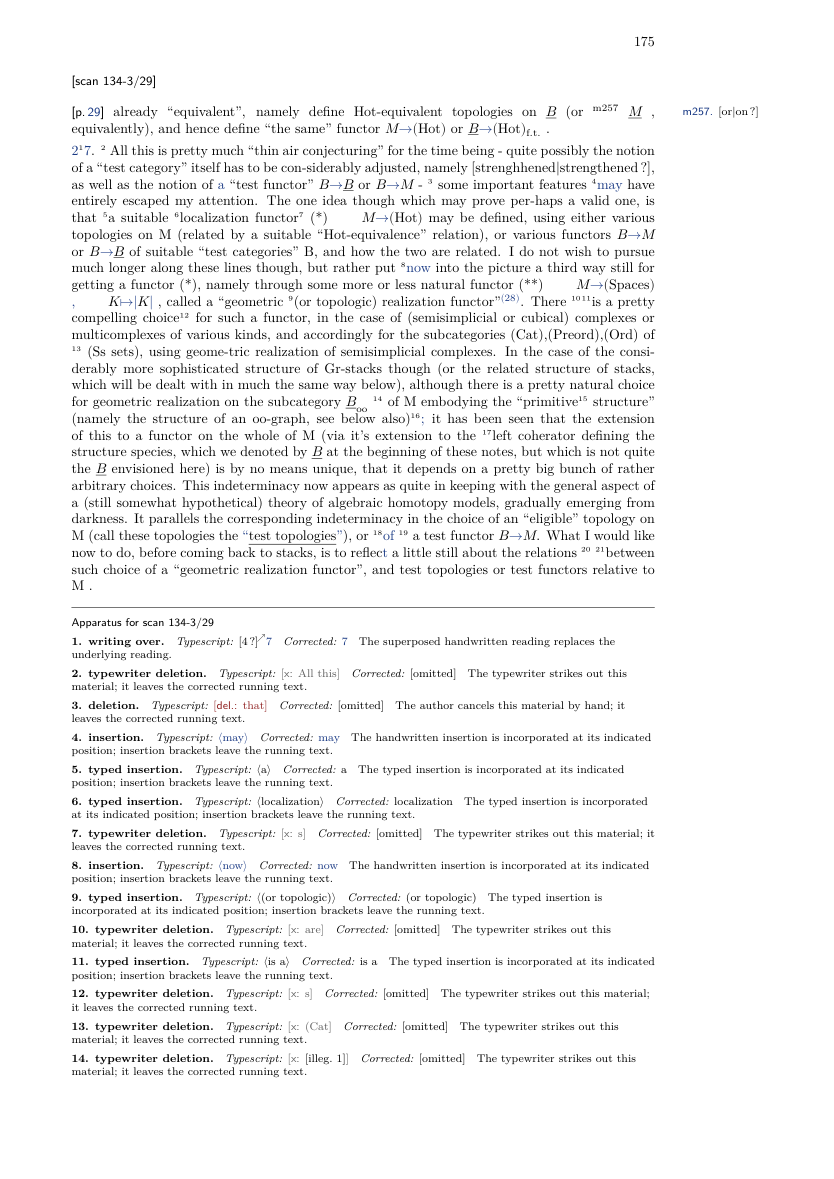 175
[scan 134-3/29]
[p. 29] already “equivalent”, namely define Hot-equivalent topologies on B (or m257 M ,
m257. [or|on ?]
equivalently), and hence define “the same” functor M→(Hot) or B→(Hot)f.t. .
2¹7. ² All this is pretty much “thin air conjecturing” for the time being - quite possibly the notion
of a “test category” itself has to be con-siderably adjusted, namely [strenghhened|strengthened ?],
as well as the notion of a “test functor” B→B or B→M - ³ some important features ⁴may have
entirely escaped my attention. The one idea though which may prove per-haps a valid one, is
that ⁵a suitable ⁶localization functor⁷ (*) M→(Hot) may be defined, using either various
topologies on M (related by a suitable “Hot-equivalence” relation), or various functors B→M
or B→B of suitable “test categories” B, and how the two are related. I do not wish to pursue
much longer along these lines though, but rather put ⁸now into the picture a third way still for
getting a functor (*), namely through some more or less natural functor (**) M→(Spaces)
, K↦|K| , called a “geometric ⁹(or topologic) realization functor”(28). There ¹⁰ ¹¹is a pretty
compelling choice¹² for such a functor, in the case of (semisimplicial or cubical) complexes or
multicomplexes of various kinds, and accordingly for the subcategories (Cat),(Preord),(Ord) of
¹³ (Ss sets), using geome-tric realization of semisimplicial complexes. In the case of the consi-
derably more sophisticated structure of Gr-stacks though (or the related structure of stacks,
which will be dealt with in much the same way below), although there is a pretty natural choice
for geometric realization on the subcategory B∞ ¹⁴ of M embodying the “primitive¹⁵ structure”
(namely the structure of an oo-graph, see below also)¹⁶; it has been seen that the extension
of this to a functor on the whole of M (via it’s extension to the ¹⁷left coherator defining the
structure species, which we denoted by B at the beginning of these notes, but which is not quite
the B envisioned here) is by no means unique, that it depends on a pretty big bunch of rather
arbitrary choices. This indeterminacy now appears as quite in keeping with the general aspect of
a (still somewhat hypothetical) theory of algebraic homotopy models, gradually emerging from
darkness. It parallels the corresponding indeterminacy in the choice of an “eligible” topology on
M (call these topologies the “test topologies”), or ¹⁸of ¹⁹ a test functor B→M. What I would like
now to do, before coming back to stacks, is to reflect a little still about the relations ²⁰ ²¹between
such choice of a “geometric realization functor”, and test topologies or test functors relative to
M .
Apparatus for scan 134-3/29
1. writing over. Typescript: [4 ?]↗7 Corrected: 7 The superposed handwritten reading replaces the
underlying reading.
2. typewriter deletion. Typescript: [x: All this] Corrected: [omitted] The typewriter strikes out this
material; it leaves the corrected running text.
3. deletion. Typescript: [del.: that] Corrected: [omitted] The author cancels this material by hand; it
leaves the corrected running text.
4. insertion. Typescript: ⟨may⟩ Corrected: may The handwritten insertion is incorporated at its indicated
position; insertion brackets leave the running text.
5. typed insertion. Typescript: ⟨a⟩ Corrected: a The typed insertion is incorporated at its indicated
position; insertion brackets leave the running text.
6. typed insertion. Typescript: ⟨localization⟩ Corrected: localization The typed insertion is incorporated
at its indicated position; insertion brackets leave the running text.
7. typewriter deletion. Typescript: [x: s] Corrected: [omitted] The typewriter strikes out this material; it
leaves the corrected running text.
8. insertion. Typescript: ⟨now⟩ Corrected: now The handwritten insertion is incorporated at its indicated
position; insertion brackets leave the running text.
9. typed insertion. Typescript: ⟨(or topologic)⟩ Corrected: (or topologic) The typed insertion is
incorporated at its indicated position; insertion brackets leave the running text.
10. typewriter deletion. Typescript: [x: are] Corrected: [omitted] The typewriter strikes out this
material; it leaves the corrected running text.
11. typed insertion. Typescript: ⟨is a⟩ Corrected: is a The typed insertion is incorporated at its indicated
position; insertion brackets leave the running text.
12. typewriter deletion. Typescript: [x: s] Corrected: [omitted] The typewriter strikes out this material;
it leaves the corrected running text.
13. typewriter deletion. Typescript: [x: (Cat] Corrected: [omitted] The typewriter strikes out this
material; it leaves the corrected running text.
14. typewriter deletion. Typescript: [x: [illeg. 1]] Corrected: [omitted] The typewriter strikes out this
material; it leaves the corrected running text.